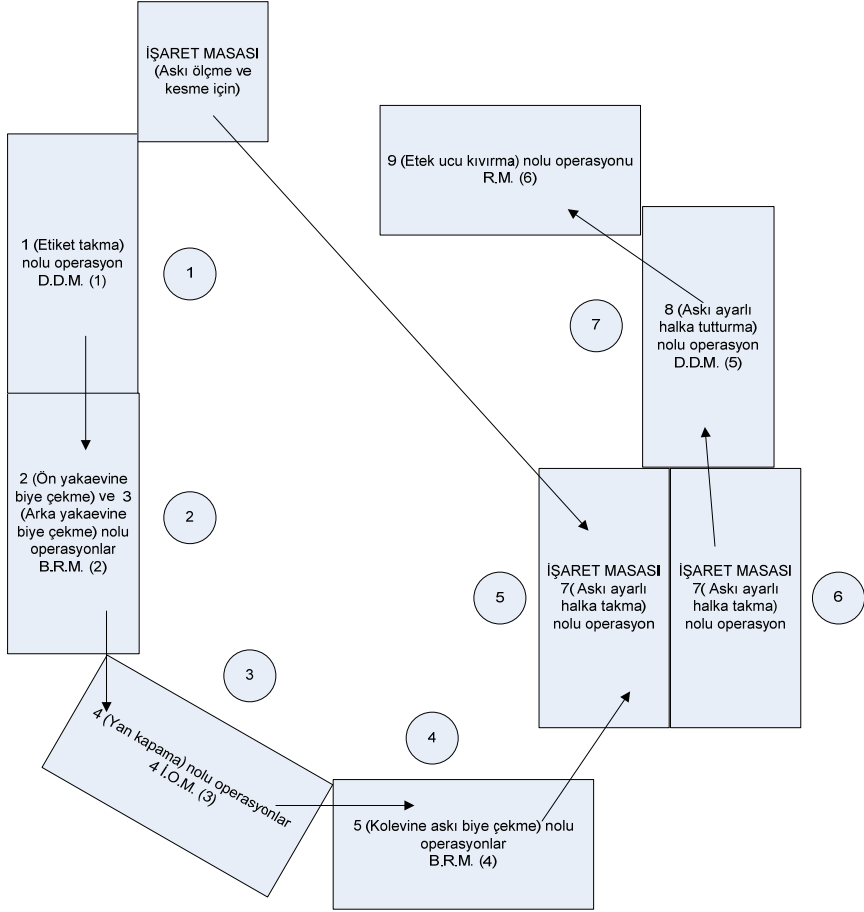 İŞARET MASASI
(Askı ölçme ve
kesme için)
9 (Etek ucu kıvırma) nolu operasyonu
R.M. (6)
1 (Etiket takma)
nolu operasyon
D.D.M. (1)
1
7
8 (Askı ayarlı
halka tutturma)
nolu operasyon
D.D.M. (5)
2 (Ön yakaevine
biye çekme) ve 3
(Arka yakaevine
biye çekme) nolu
operasyonlar
B.R.M. (2)
2
5
İŞARET MASASI
7( Askı ayarlı
halka takma)
nolu operasyon
İŞARET MASASI
7( Askı ayarlı
halka takma)
nolu operasyon
6
3
4 (Yan kapama) nolu operasyonlar
4 İ.O.M. (3)
4
5 (Kolevine askı biye çekme) nolu
operasyonlar
B.R.M. (4)